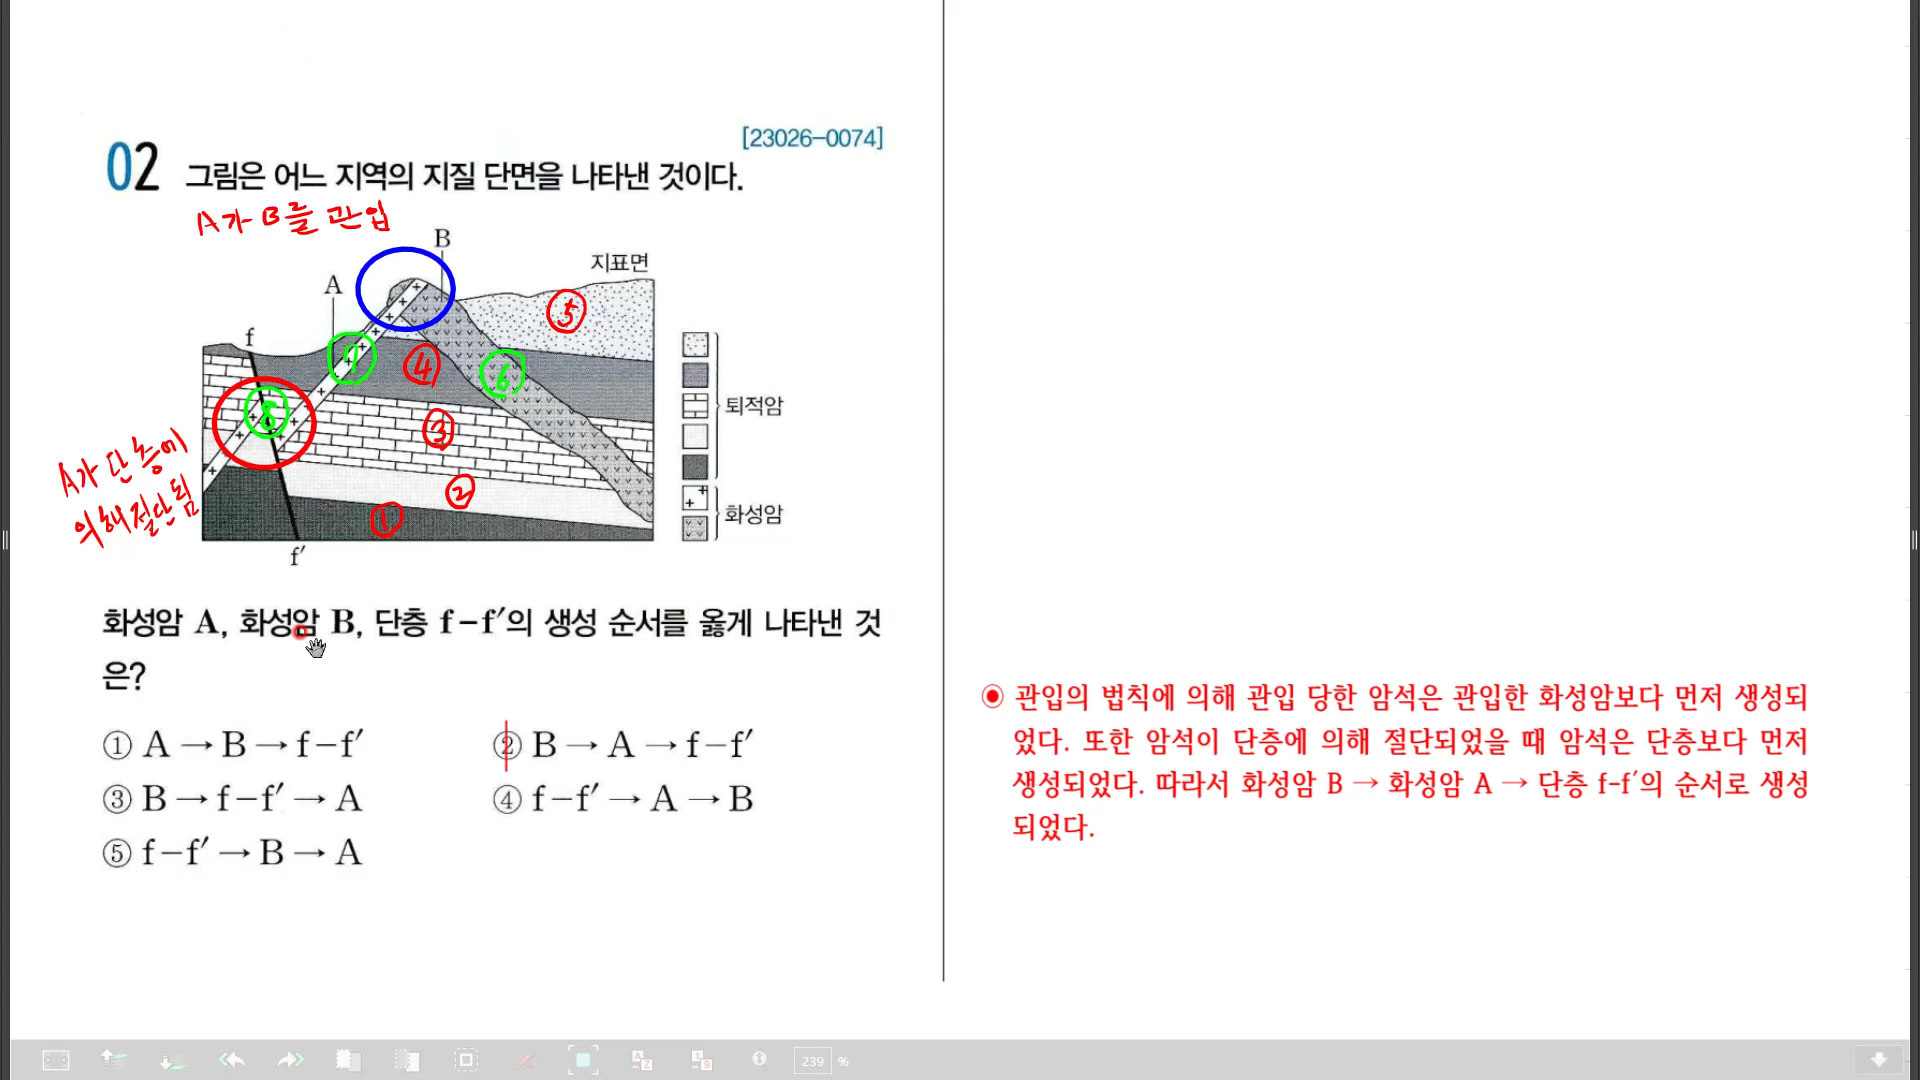 [23026-0074]
02 그림은 어느 지역의 지질 단면을 나타낸 것이다.
A가 B를 관입
B
지표면
A
⑤
f
⑦
④
⑥
퇴적암
⑧
③
A가 단층에
의해 절단됨
②
①
화성암
f′
화성암 A, 화성암 B, 단층 f-f′의 생성 순서를 옳게 나타낸 것
은?
① A → B → f-f′
② B → A → f-f′
③ B → f-f′ → A
④ f-f′ → A → B
⑤ f-f′ → B → A
◉ 관입의 법칙에 의해 관입 당한 암석은 관입한 화성암보다 먼저 생성되
었다. 또한 암석이 단층에 의해 절단되었을 때 암석은 단층보다 먼저
생성되었다. 따라서 화성암 B → 화성암 A → 단층 f-f′의 순서로 생성
되었다.
239 %